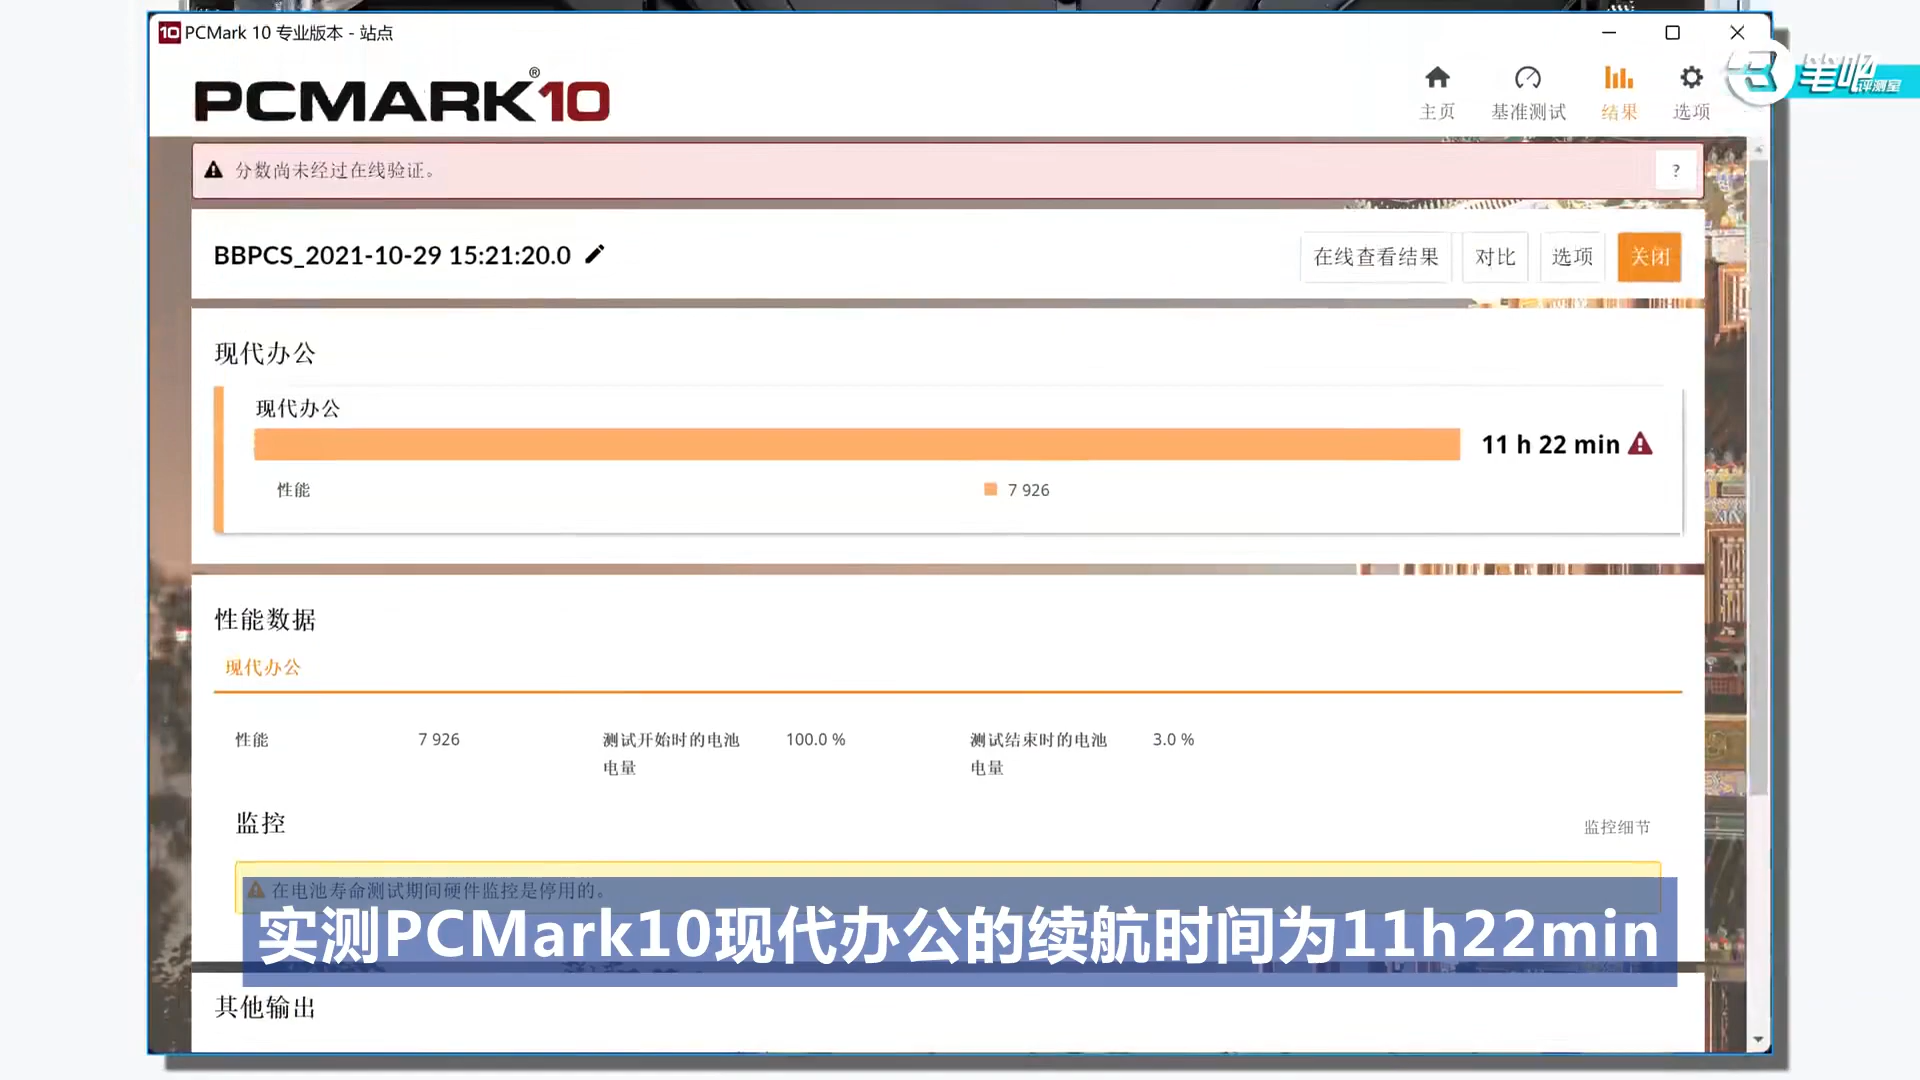 10 PCMark 10 专业版本 - 站点
PCMARK®10
主页
基准测试
结果
选项
笔吧评测室
分数尚未经过在线验证。
?
BBPCS_2021-10-29 15:21:20.0
在线查看结果
对比
选项
关闭
现代办公
现代办公
11 h 22 min
性能
7 926
性能数据
现代办公
性能 7 926 测试开始时的电池 100.0 % 测试结束时的电池 3.0 %
电量 电量
监控
监控细节
在电池寿命测试期间硬件监控是停用的。
实测PCMark10现代办公的续航时间为11h22min
其他输出